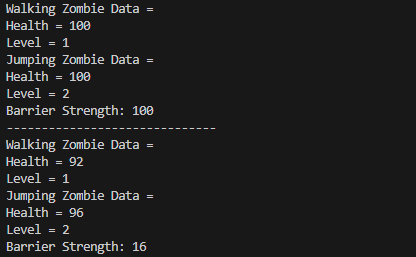 Walking Zombie Data =
Health = 100
Level = 1
Jumping Zombie Data =
Health = 100
Level = 2
Barrier Strength: 100
------------------------------
Walking Zombie Data =
Health = 92
Level = 1
Jumping Zombie Data =
Health = 96
Level = 2
Barrier Strength: 16